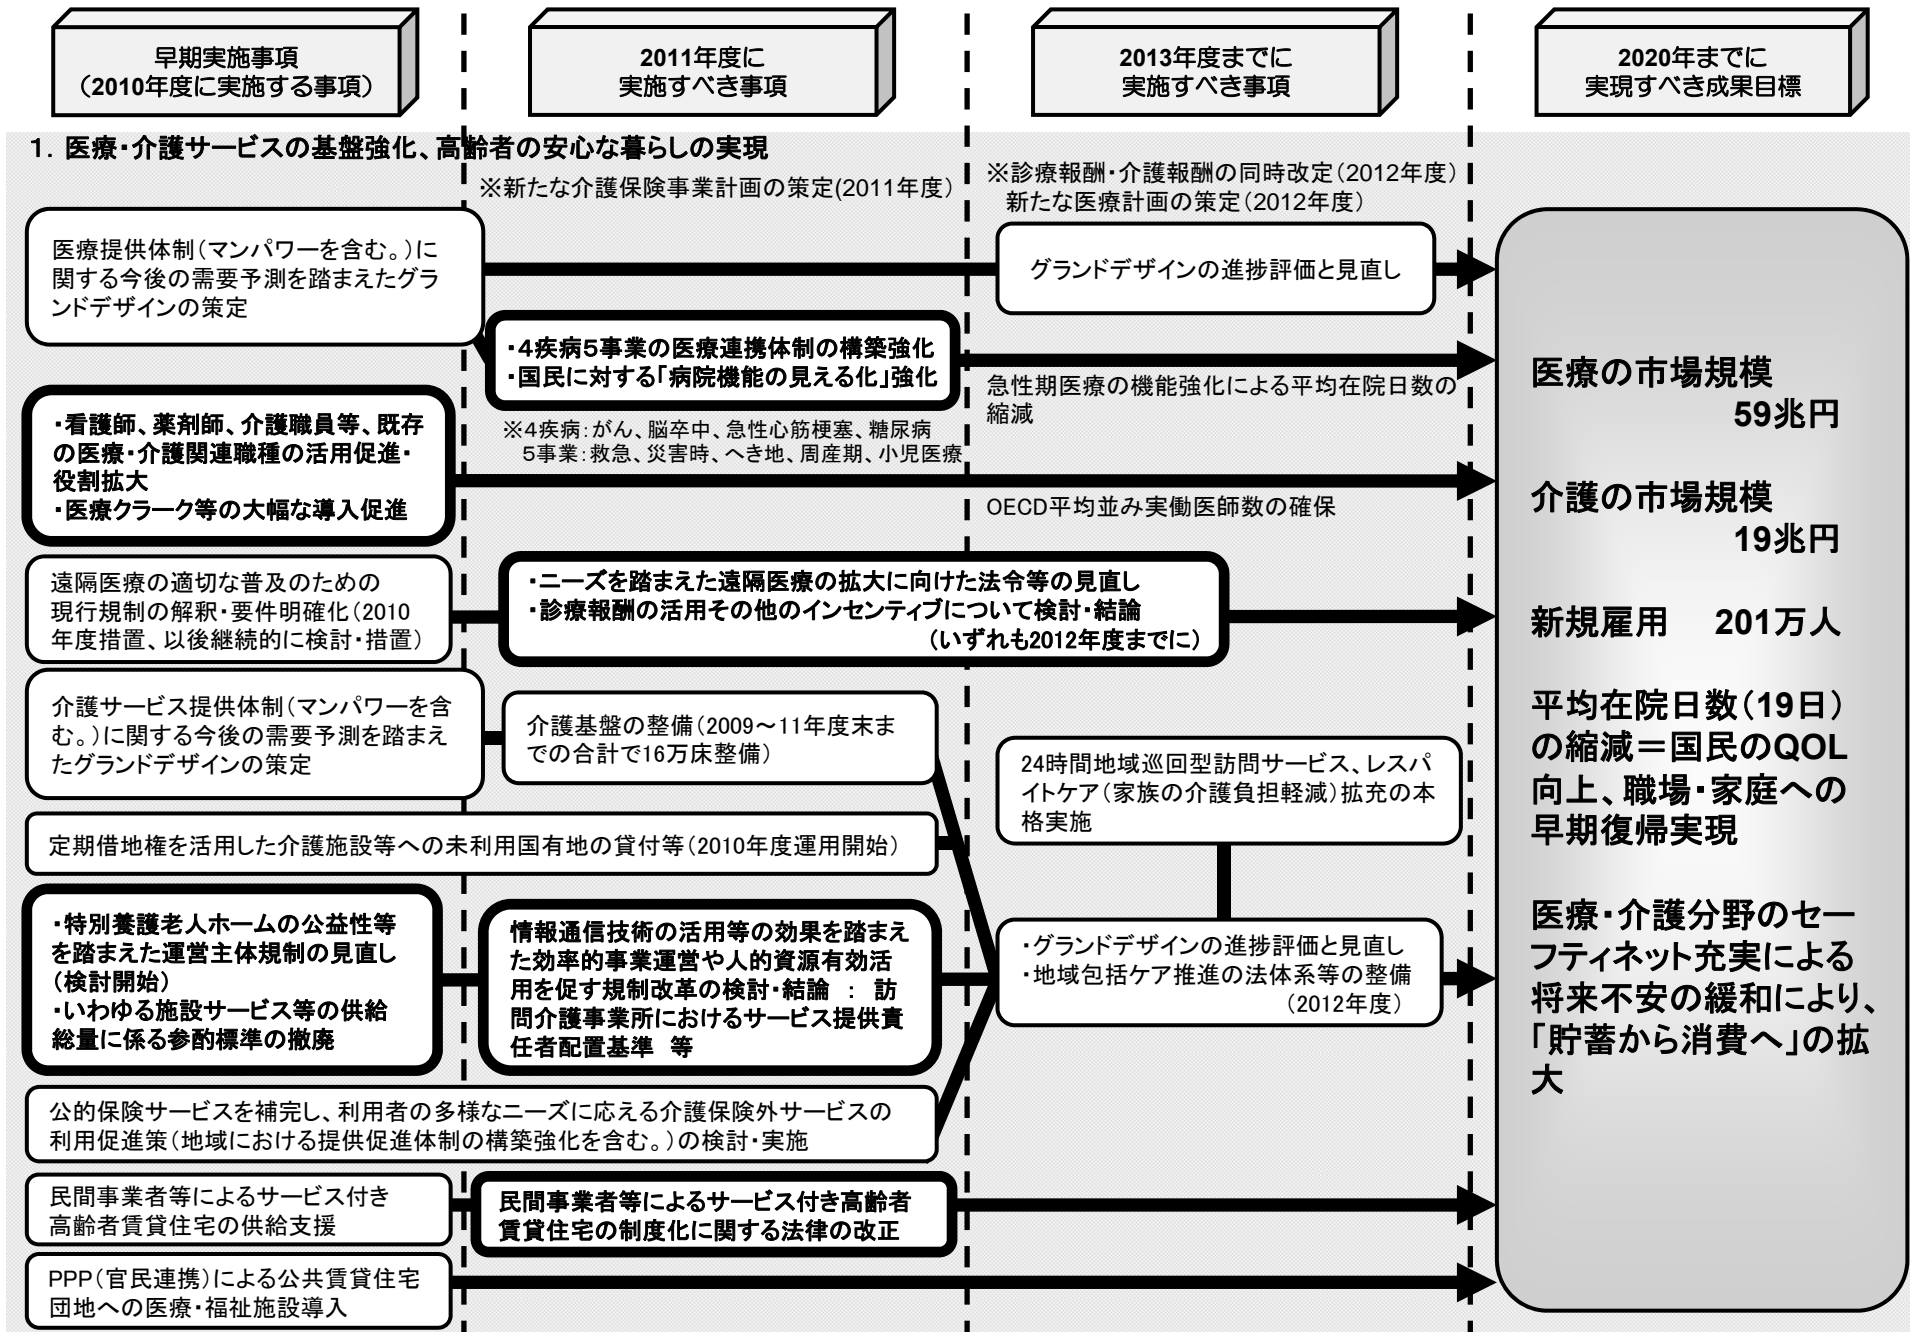 早期実施事項
（2010年度に実施する事項）
2011年度に
実施すべき事項
2013年度までに
実施すべき事項
2020年までに
実現すべき成果目標
１．医療・介護サービスの基盤強化、高齢者の安心な暮らしの実現
※新たな介護保険事業計画の策定(2011年度）
※診療報酬・介護報酬の同時改定（2012年度）
新たな医療計画の策定（2012年度）
医療提供体制（マンパワーを含む。）に
関する今後の需要予測を踏まえたグラ
ンドデザインの策定
グランドデザインの進捗評価と見直し
・４疾病５事業の医療連携体制の構築強化
・国民に対する「病院機能の見える化」強化
急性期医療の機能強化による平均在院日数の
縮減
※４疾病：がん、脳卒中、急性心筋梗塞、糖尿病
５事業：救急、災害時、へき地、周産期、小児医療
・看護師、薬剤師、介護職員等、既存
の医療・介護関連職種の活用促進・
役割拡大
・医療クラーク等の大幅な導入促進
OECD平均並み実働医師数の確保
遠隔医療の適切な普及のための
現行規制の解釈・要件明確化（2010
年度措置、以後継続的に検討・措置）
・ニーズを踏まえた遠隔医療の拡大に向けた法令等の見直し
・診療報酬の活用その他のインセンティブについて検討・結論
（いずれも2012年度までに）
介護サービス提供体制（マンパワーを含
む。）に関する今後の需要予測を踏まえ
たグランドデザインの策定
介護基盤の整備（2009～11年度末ま
での合計で16万床整備）
24時間地域巡回型訪問サービス、レスパ
イトケア（家族の介護負担軽減）拡充の本
格実施
定期借地権を活用した介護施設等への未利用国有地の貸付等（2010年度運用開始）
・特別養護老人ホームの公益性等
を踏まえた運営主体規制の見直し
（検討開始）
・いわゆる施設サービス等の供給
総量に係る参酌標準の撤廃
情報通信技術の活用等の効果を踏まえ
た効率的事業運営や人的資源有効活
用を促す規制改革の検討・結論　：　訪
問介護事業所におけるサービス提供責
任者配置基準　等
・グランドデザインの進捗評価と見直し
・地域包括ケア推進の法体系等の整備
（2012年度）
公的保険サービスを補完し、利用者の多様なニーズに応える介護保険外サービスの
利用促進策（地域における提供促進体制の構築強化を含む。）の検討・実施
民間事業者等によるサービス付き
高齢者賃貸住宅の供給支援
民間事業者等によるサービス付き高齢者
賃貸住宅の制度化に関する法律の改正
PPP（官民連携）による公共賃貸住宅
団地への医療・福祉施設導入
医療の市場規模
59兆円
介護の市場規模
19兆円
新規雇用　201万人
平均在院日数（19日）
の縮減＝国民のQOL
向上、職場・家庭への
早期復帰実現
医療・介護分野のセー
フティネット充実による
将来不安の緩和により、
「貯蓄から消費へ」の拡
大